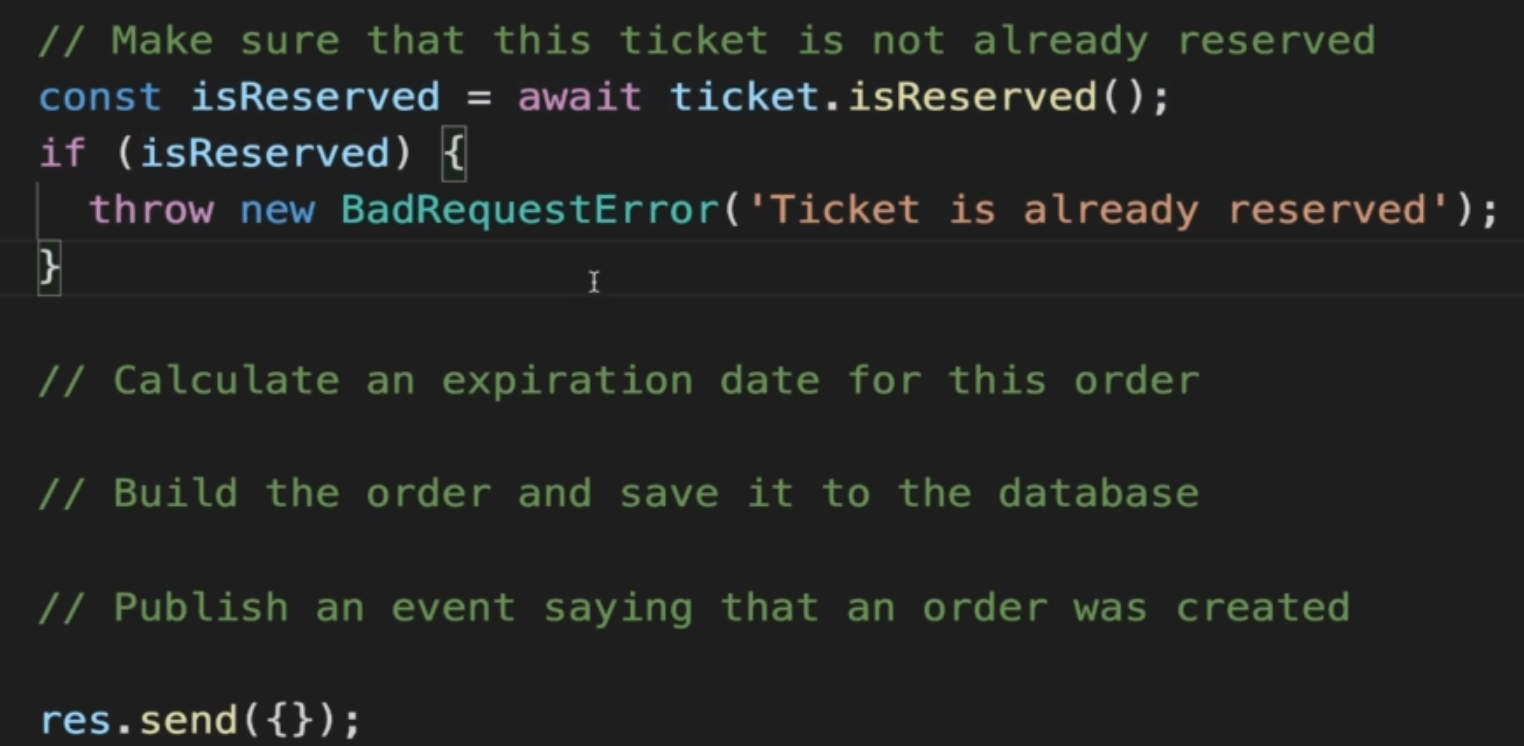 // Make sure that this ticket is not already reserved
const isReserved = await ticket.isReserved();
if (isReserved) {
  throw new BadRequestError('Ticket is already reserved');
}
// Calculate an expiration date for this order
// Build the order and save it to the database
// Publish an event saying that an order was created
res.send({});